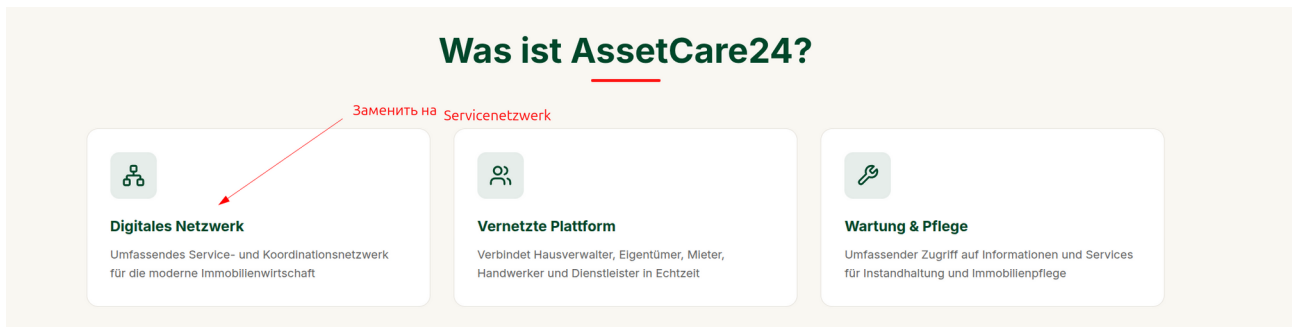 Was ist AssetCare24?
Заменить на Servicenetzwerk
Digitales Netzwerk
Umfassendes Service- und Koordinationsnetzwerk
für die moderne Immobilienwirtschaft
Vernetzte Plattform
Verbindet Hausverwalter, Eigentümer, Mieter,
Handwerker und Dienstleister in Echtzeit
Wartung & Pflege
Umfassender Zugriff auf Informationen und Services
für Instandhaltung und Immobilienpflege